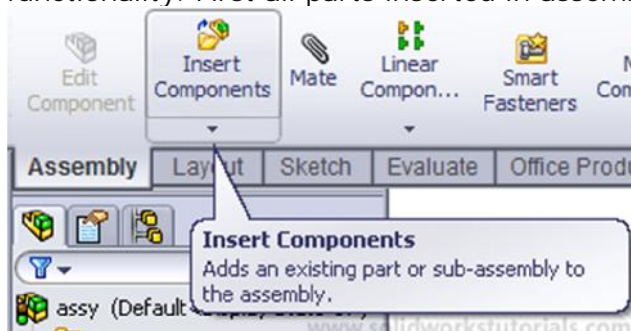 functionality. First all parts inserted in assem
Edit Component
Insert Components
Mate
Linear Compon...
Smart Fasteners
Assembly
Layout
Sketch
Evaluate
Office Produ
Insert Components
Adds an existing part or sub-assembly to
the assembly.
assy (Default
www.solidworkstutorials.com